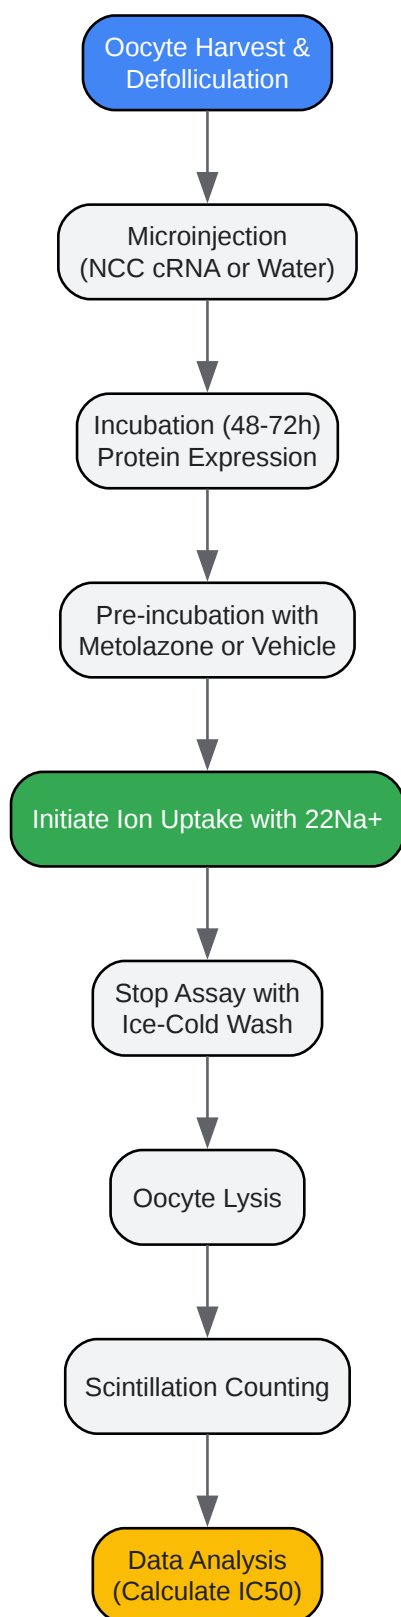 Oocyte Harvest &
Defolliculation
Microinjection
(NCC cRNA or Water)
Incubation (48-72h)
Protein Expression
Pre-incubation with
Metolazone or Vehicle
Initiate Ion Uptake with 22Na+
Stop Assay with
Ice-Cold Wash
Oocyte Lysis
Scintillation Counting
Data Analysis
(Calculate IC50)